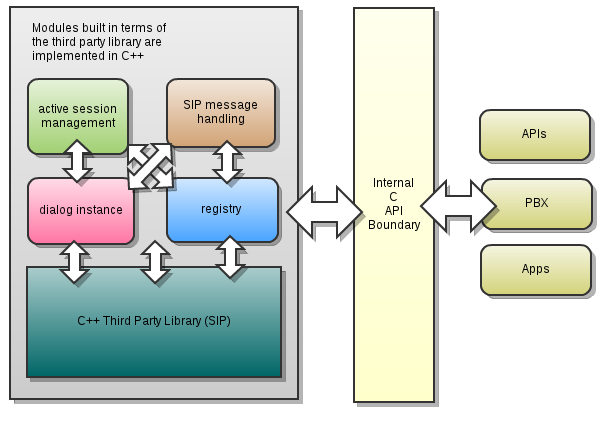 Modules built in terms of
the third party library are
implemented in C++
active session
management
SIP message
handling
dialog instance
registry
C++ Third Party Library (SIP)
Internal
C
API
Boundary
APIs
PBX
Apps